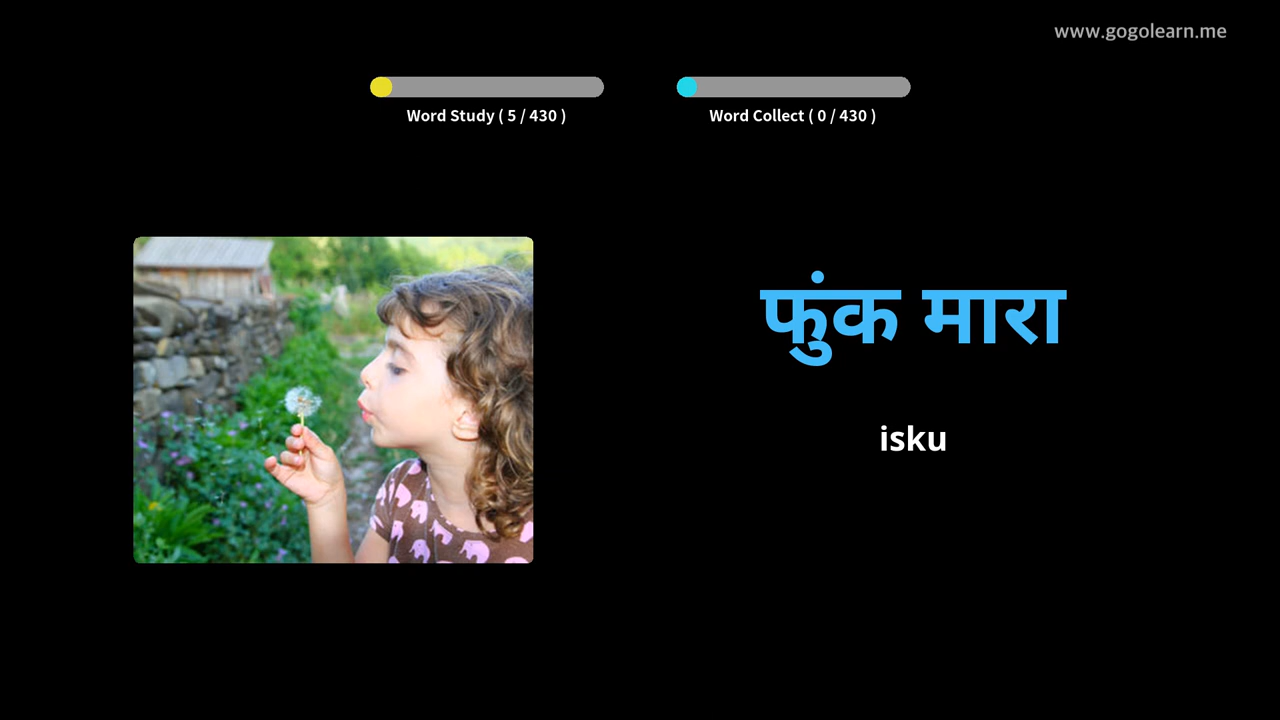 www.gogolearn.me
Word Study ( 5 / 430 )
Word Collect ( 0 / 430 )
फुंक मारा
isku